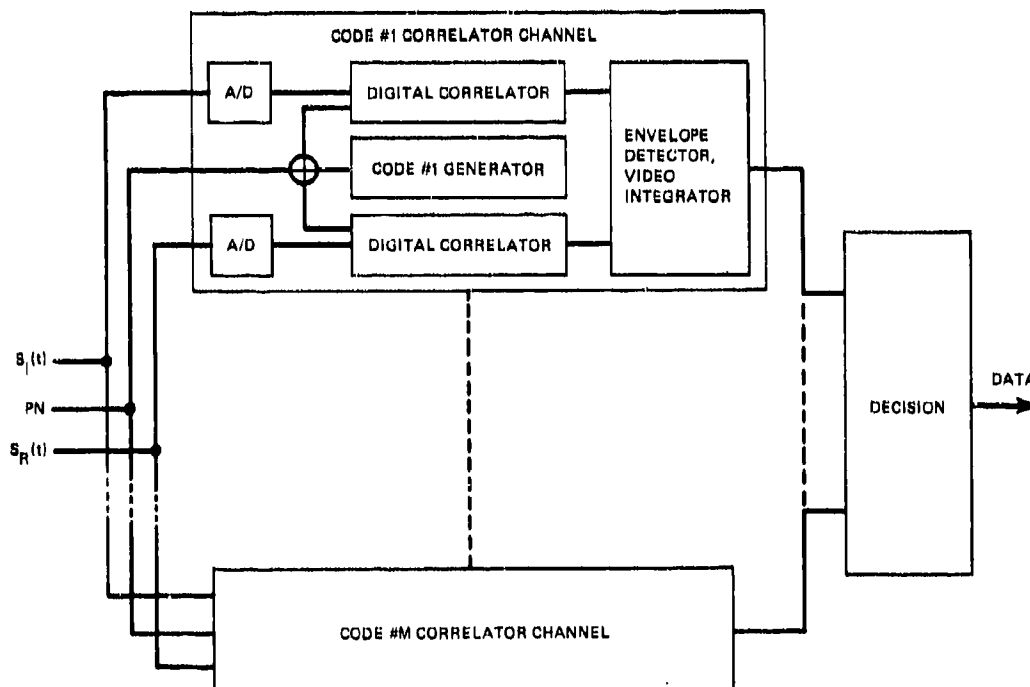 CODE #1 CORRELATOR CHANNEL
A/D
DIGITAL CORRELATOR
CODE #1 GENERATOR
ENVELOPE
DETECTOR,
VIDEO
INTEGRATOR
A/D
DIGITAL CORRELATOR
S_I(t)
PN
S_R(t)
DECISION
DATA
CODE #M CORRELATOR CHANNEL